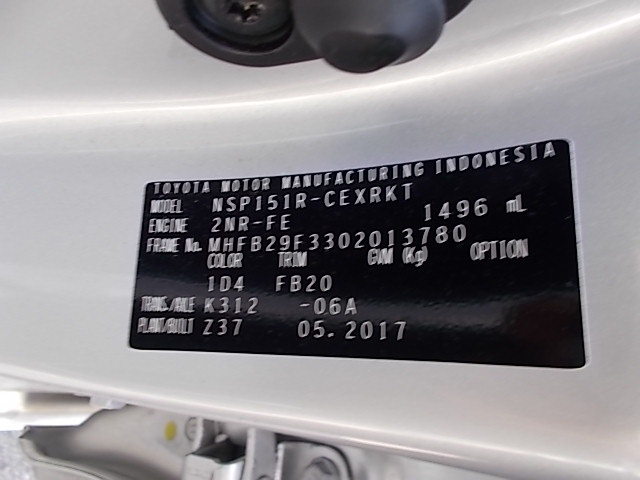 TOYOTA MOTOR MANUFACTURING INDONESIA
MODEL NSP151R-CEXRKT
ENGINE 2NR-FE 1496 mL
FRAME No. MHFB29F3302013780
COLOR TRIM GVM (Kg) OPTION
1D4 FB20
TRANS./AXLE K312 -06A
PLANT/BUILT Z37 05.2017